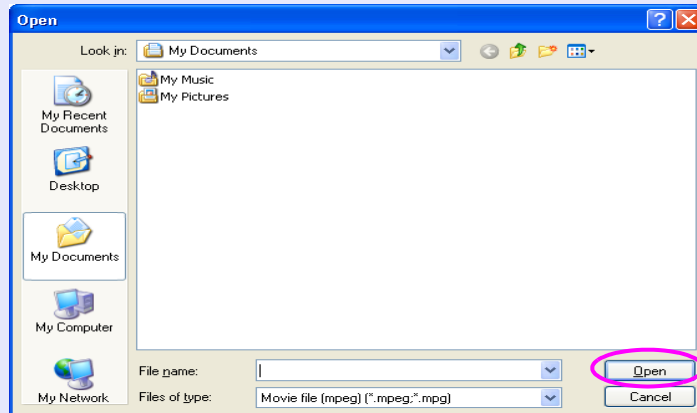 Open
Look in: My Documents
My Music
My Pictures
My Recent
Documents
Desktop
My Documents
My Computer
My Network
File name:
Open
Files of type: Movie file (mpeg) (*.mpeg;*.mpg)
Cancel